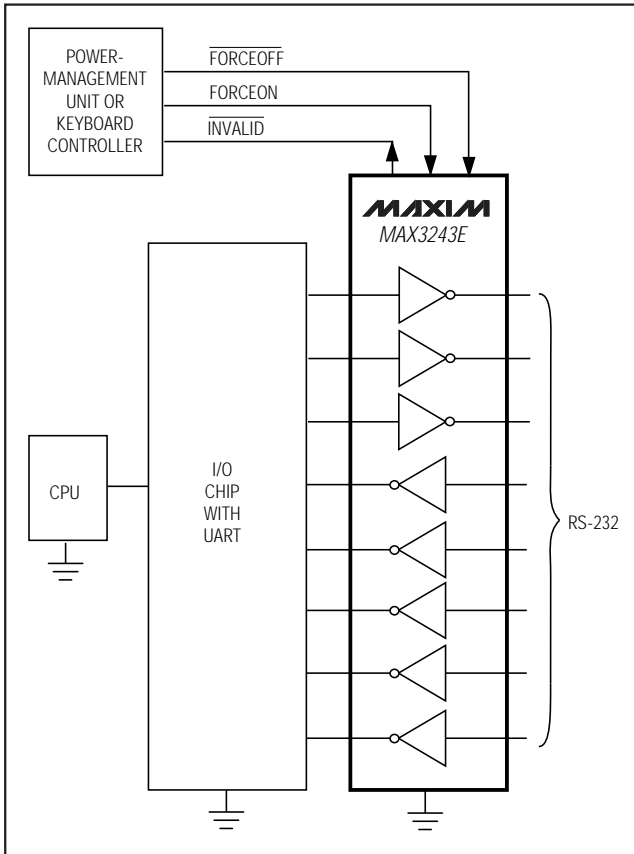 POWER-
MANAGEMENT
UNIT OR
KEYBOARD
CONTROLLER
FORCEOFF
FORCEON
INVALID
MAXIM
MAX3243E
CPU
I/O
CHIP
WITH
UART
RS-232